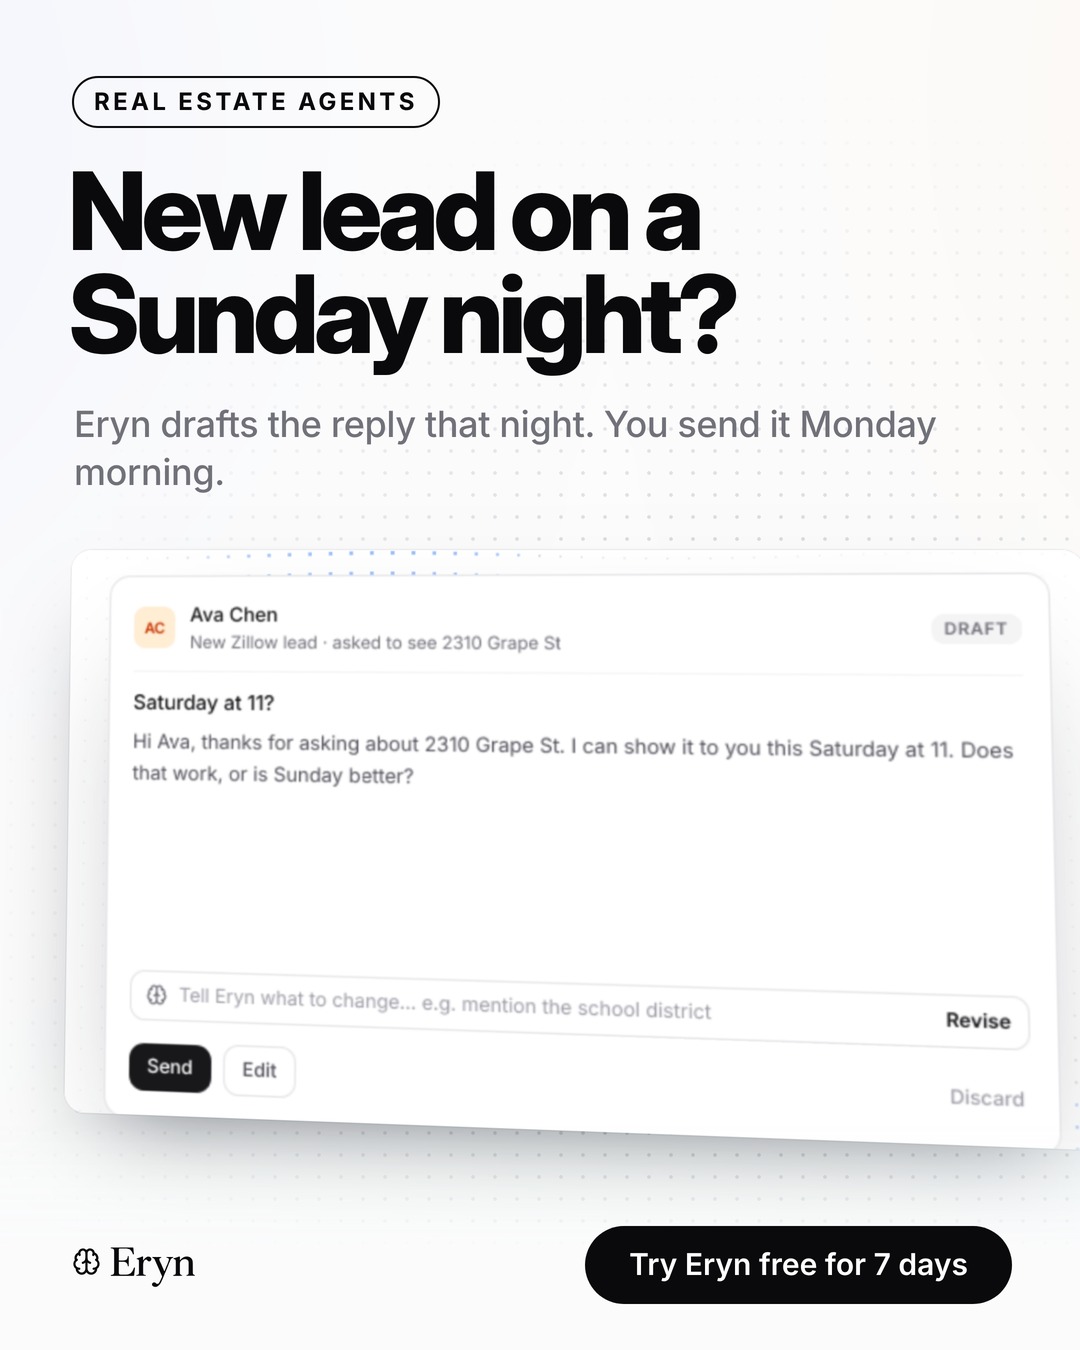 REAL ESTATE AGENTS
New lead on a
Sunday night?
Eryn drafts the reply that night. You send it Monday
morning.
AC
Ava Chen
New Zillow lead · asked to see 2310 Grape St
DRAFT
Saturday at 11?
Hi Ava, thanks for asking about 2310 Grape St. I can show it to you this Saturday at 11. Does
that work, or is Sunday better?
Tell Eryn what to change... e.g. mention the school district
Revise
Send
Edit
Discard
Eryn
Try Eryn free for 7 days